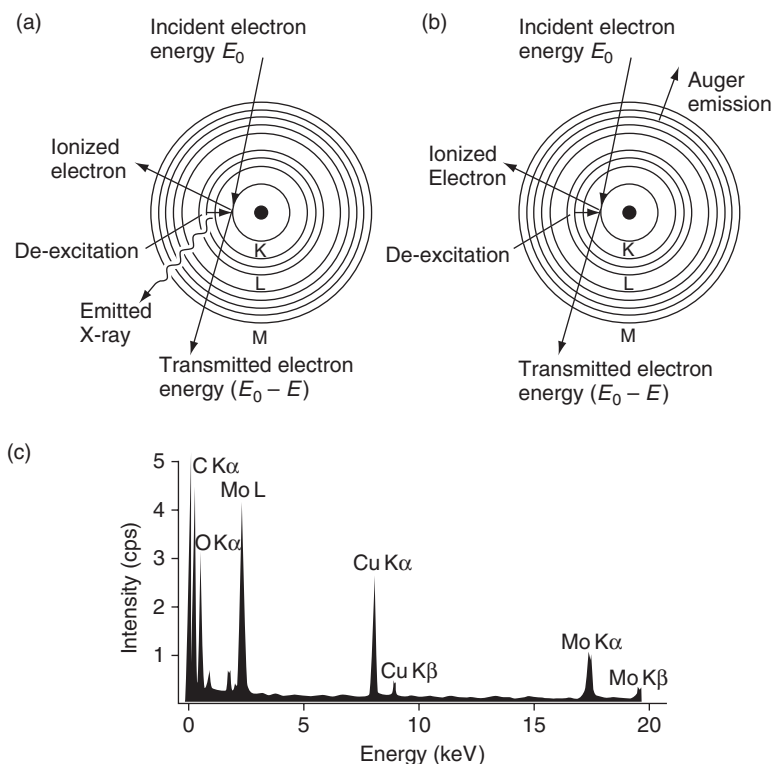 (a)
Incident electron
energy E₀
Ionized
electron
De-excitation
Emitted
X-ray
K
L
M
Transmitted electron
energy (E₀ – E)
(b)
Incident electron
energy E₀
Auger
emission
Ionized
Electron
De-excitation
K
L
M
Transmitted electron
energy (E₀ – E)
(c)
Intensity (cps)
5
4
3
2
1
C Kα
Mo L
O Kα
Cu Kα
Cu Kβ
Mo Kα
Mo Kβ
0 5 10 15 20
Energy (keV)